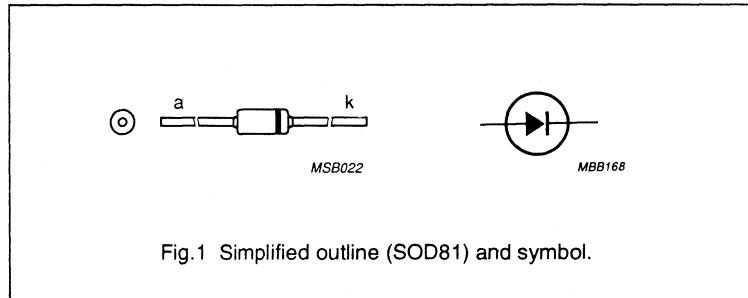 a
k
MSB022
MBB168
Fig.1 Simplified outline (SOD81) and symbol.